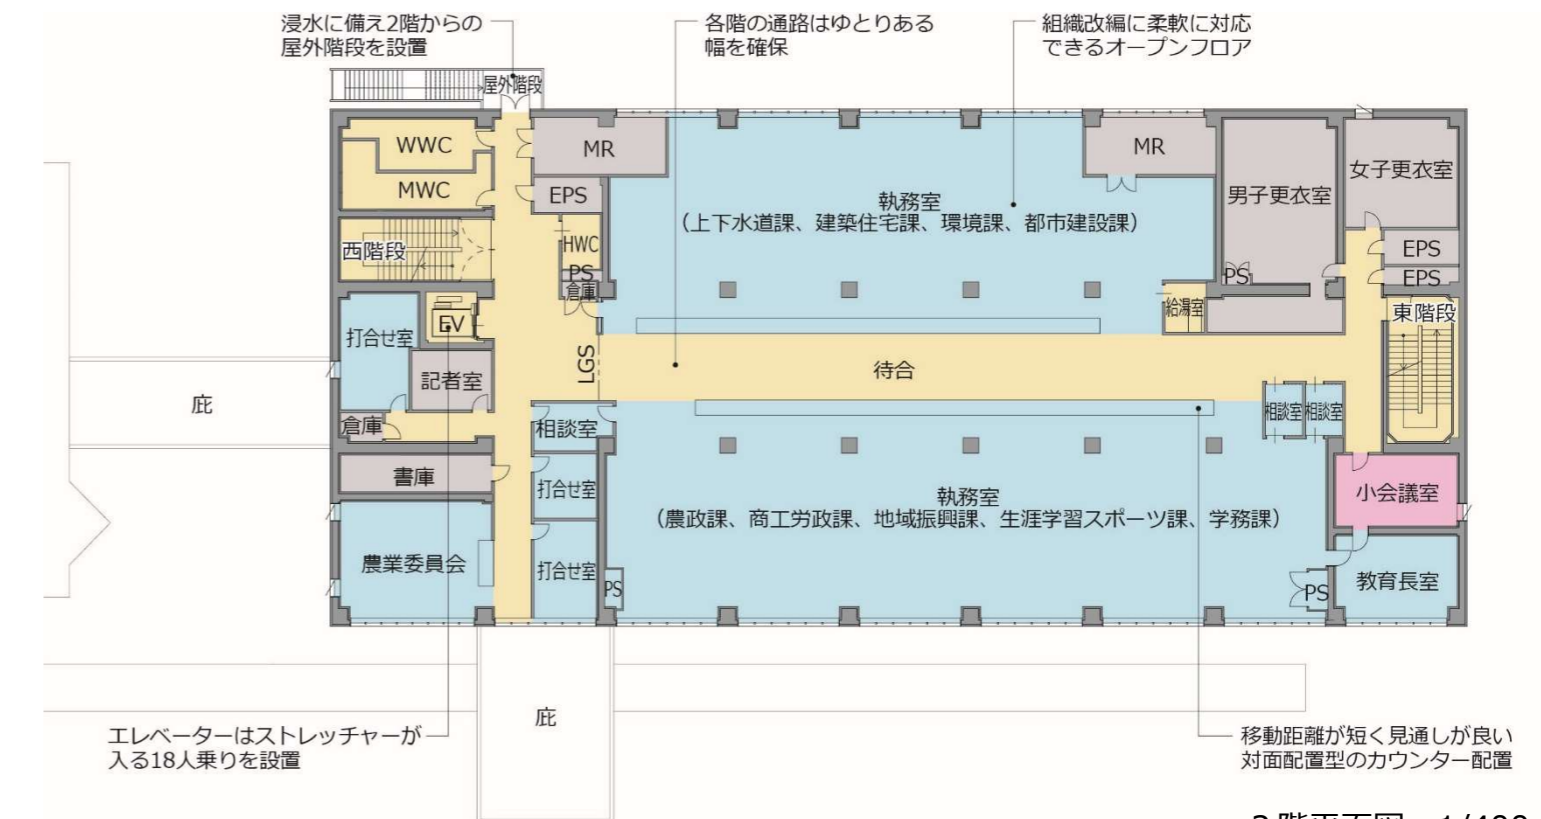 浸水に備え2階からの
屋外階段を設置
各階の通路はゆとりある
幅を確保
組織改編に柔軟に対応
できるオープンフロア
屋外階段
WWC
MWC
MR
EPS
MR
男子更衣室
女子更衣室
執務室
（上下水道課、建築住宅課、環境課、都市建設課）
西階段
HWC
PS
倉庫
PS
EPS
EPS
給湯室
東階段
打合せ室
EV
記者室
LGS
待合
庇
倉庫
相談室
相談室
相談室
書庫
打合せ室
執務室
（農政課、商工労政課、地域振興課、生涯学習スポーツ課、学務課）
小会議室
農業委員会
打合せ室
PS
PS
教育長室
庇
エレベーターはストレッチャーが
入る18人乗りを設置
移動距離が短く見通しが良い
対面配置型のカウンター配置